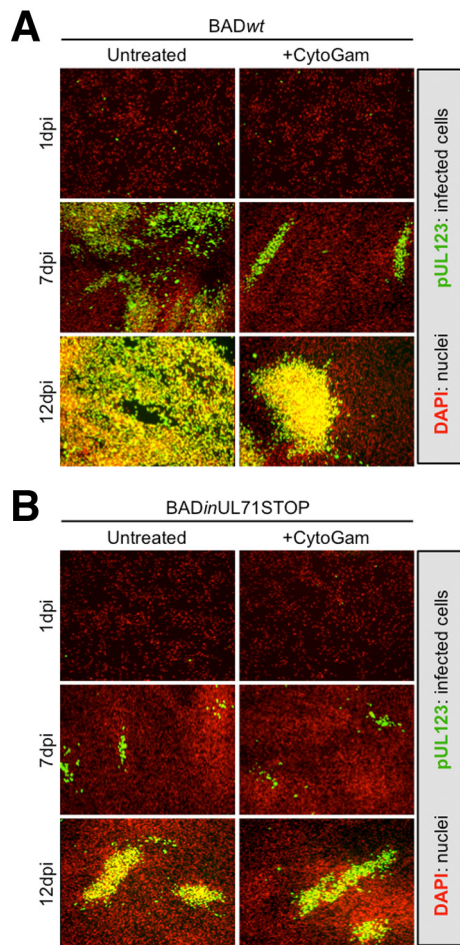 A
BADwt
Untreated
+CytoGam
1dpi
7dpi
12dpi
DAPI: nuclei pUL123: infected cells
B
BADinUL71STOP
Untreated
+CytoGam
1dpi
7dpi
12dpi
DAPI: nuclei pUL123: infected cells